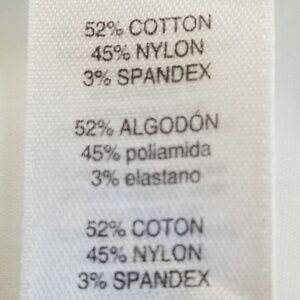 52% COTTON
45% NYLON
3% SPANDEX
52% ALGODÓN
45% poliamida
3% elastano
52% COTON
45% NYLON
3% SPANDEX